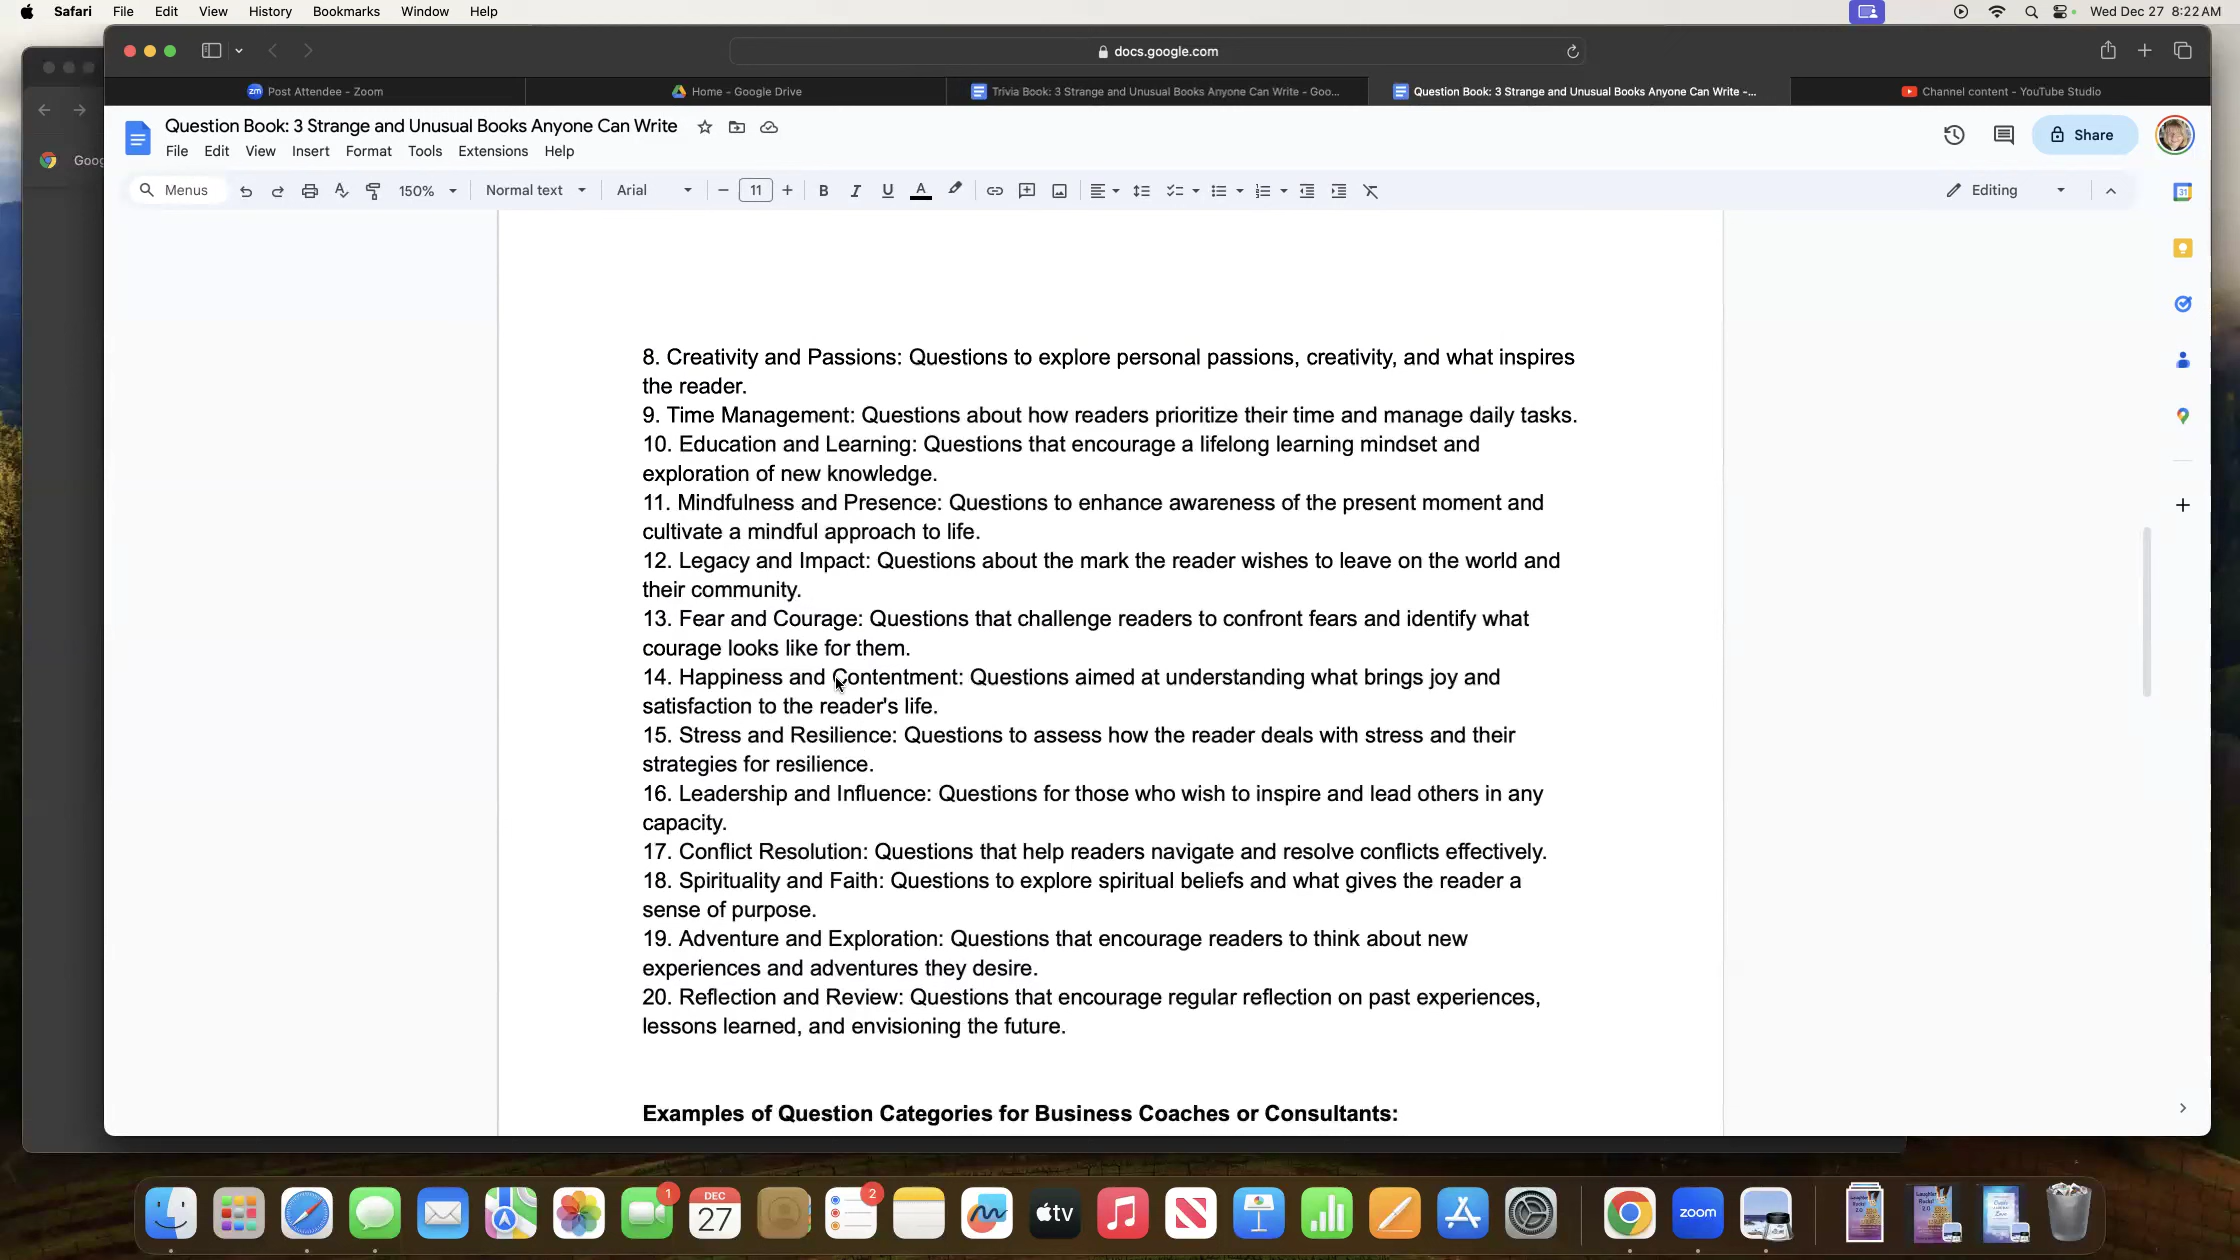 Safari File Edit View History Bookmarks Window Help
Wed Dec 27 8:22 AM
docs.google.com
zm Post Attendee - Zoom
Home - Google Drive
Trivia Book: 3 Strange and Unusual Books Anyone Can Write - Goo...
Question Book: 3 Strange and Unusual Books Anyone Can Write -...
Channel content - YouTube Studio
Question Book: 3 Strange and Unusual Books Anyone Can Write
File Edit View Insert Format Tools Extensions Help
Share
Goog
Menus 150% Normal text Arial 11 B I U A Editing
31
8. Creativity and Passions: Questions to explore personal passions, creativity, and what inspires
the reader.
9. Time Management: Questions about how readers prioritize their time and manage daily tasks.
10. Education and Learning: Questions that encourage a lifelong learning mindset and
exploration of new knowledge.
11. Mindfulness and Presence: Questions to enhance awareness of the present moment and
cultivate a mindful approach to life.
12. Legacy and Impact: Questions about the mark the reader wishes to leave on the world and
their community.
13. Fear and Courage: Questions that challenge readers to confront fears and identify what
courage looks like for them.
14. Happiness and Contentment: Questions aimed at understanding what brings joy and
satisfaction to the reader's life.
15. Stress and Resilience: Questions to assess how the reader deals with stress and their
strategies for resilience.
16. Leadership and Influence: Questions for those who wish to inspire and lead others in any
capacity.
17. Conflict Resolution: Questions that help readers navigate and resolve conflicts effectively.
18. Spirituality and Faith: Questions to explore spiritual beliefs and what gives the reader a
sense of purpose.
19. Adventure and Exploration: Questions that encourage readers to think about new
experiences and adventures they desire.
20. Reflection and Review: Questions that encourage regular reflection on past experiences,
lessons learned, and envisioning the future.
Examples of Question Categories for Business Coaches or Consultants:
1
DEC
27
2
tv
zoom